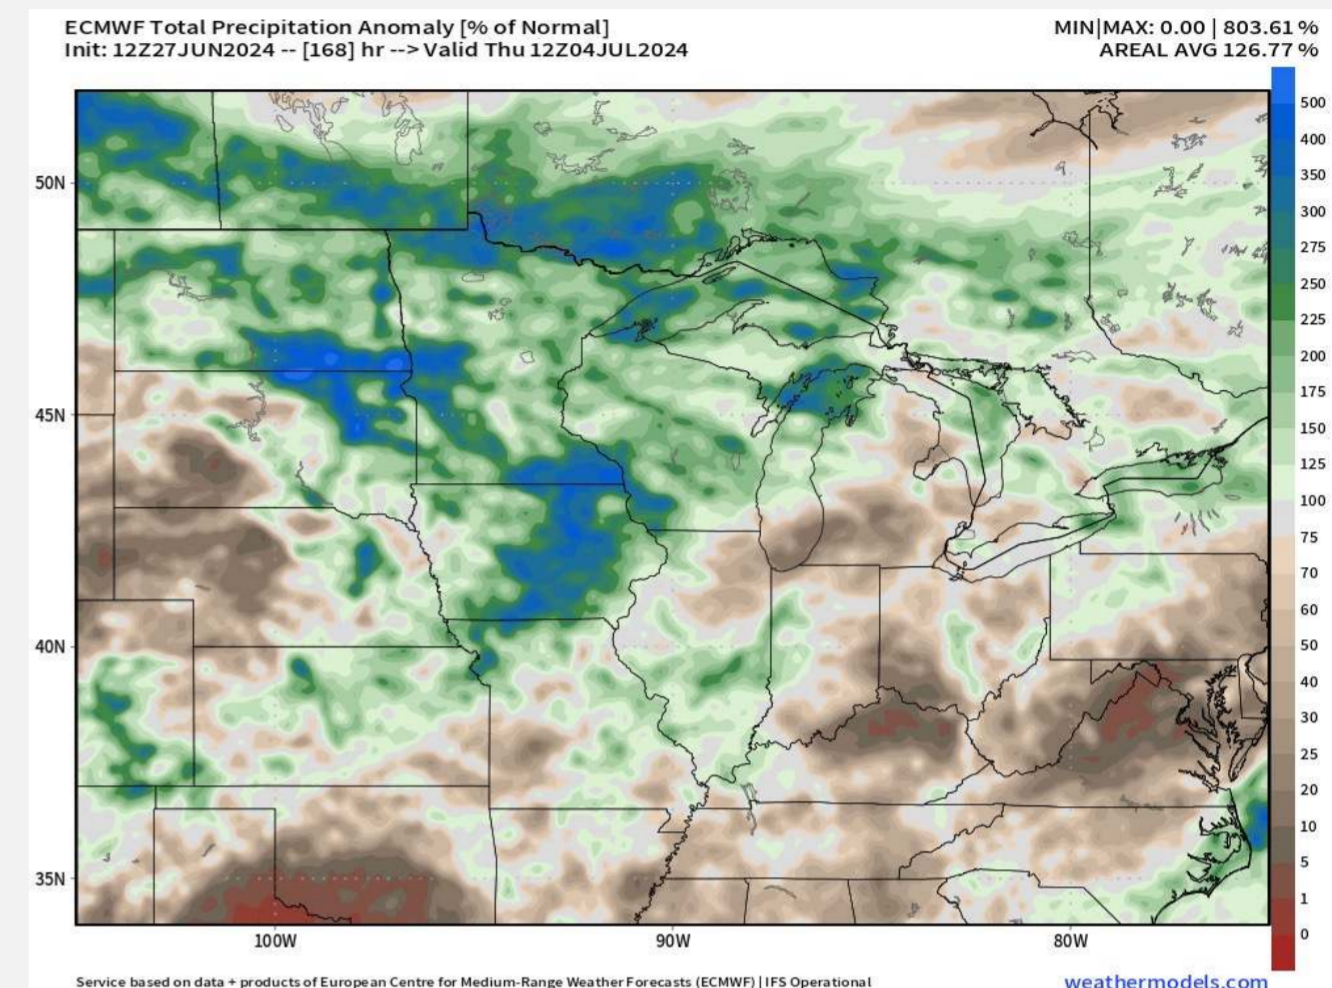 ECMWF Total Precipitation Anomaly [% of Normal]
MIN|MAX: 0.00 | 803.61 %
Init: 12Z27JUN2024 -- [168] hr --> Valid Thu 12Z04JUL2024
AREAL AVG 126.77 %
50N
45N
40N
35N
100W
90W
80W
500
400
350
300
275
250
225
200
175
150
125
100
75
70
60
50
40
30
25
20
10
5
1
0
Service based on data + products of European Centre for Medium-Range Weather Forecasts (ECMWF) | IFS Operational
weathermodels.com